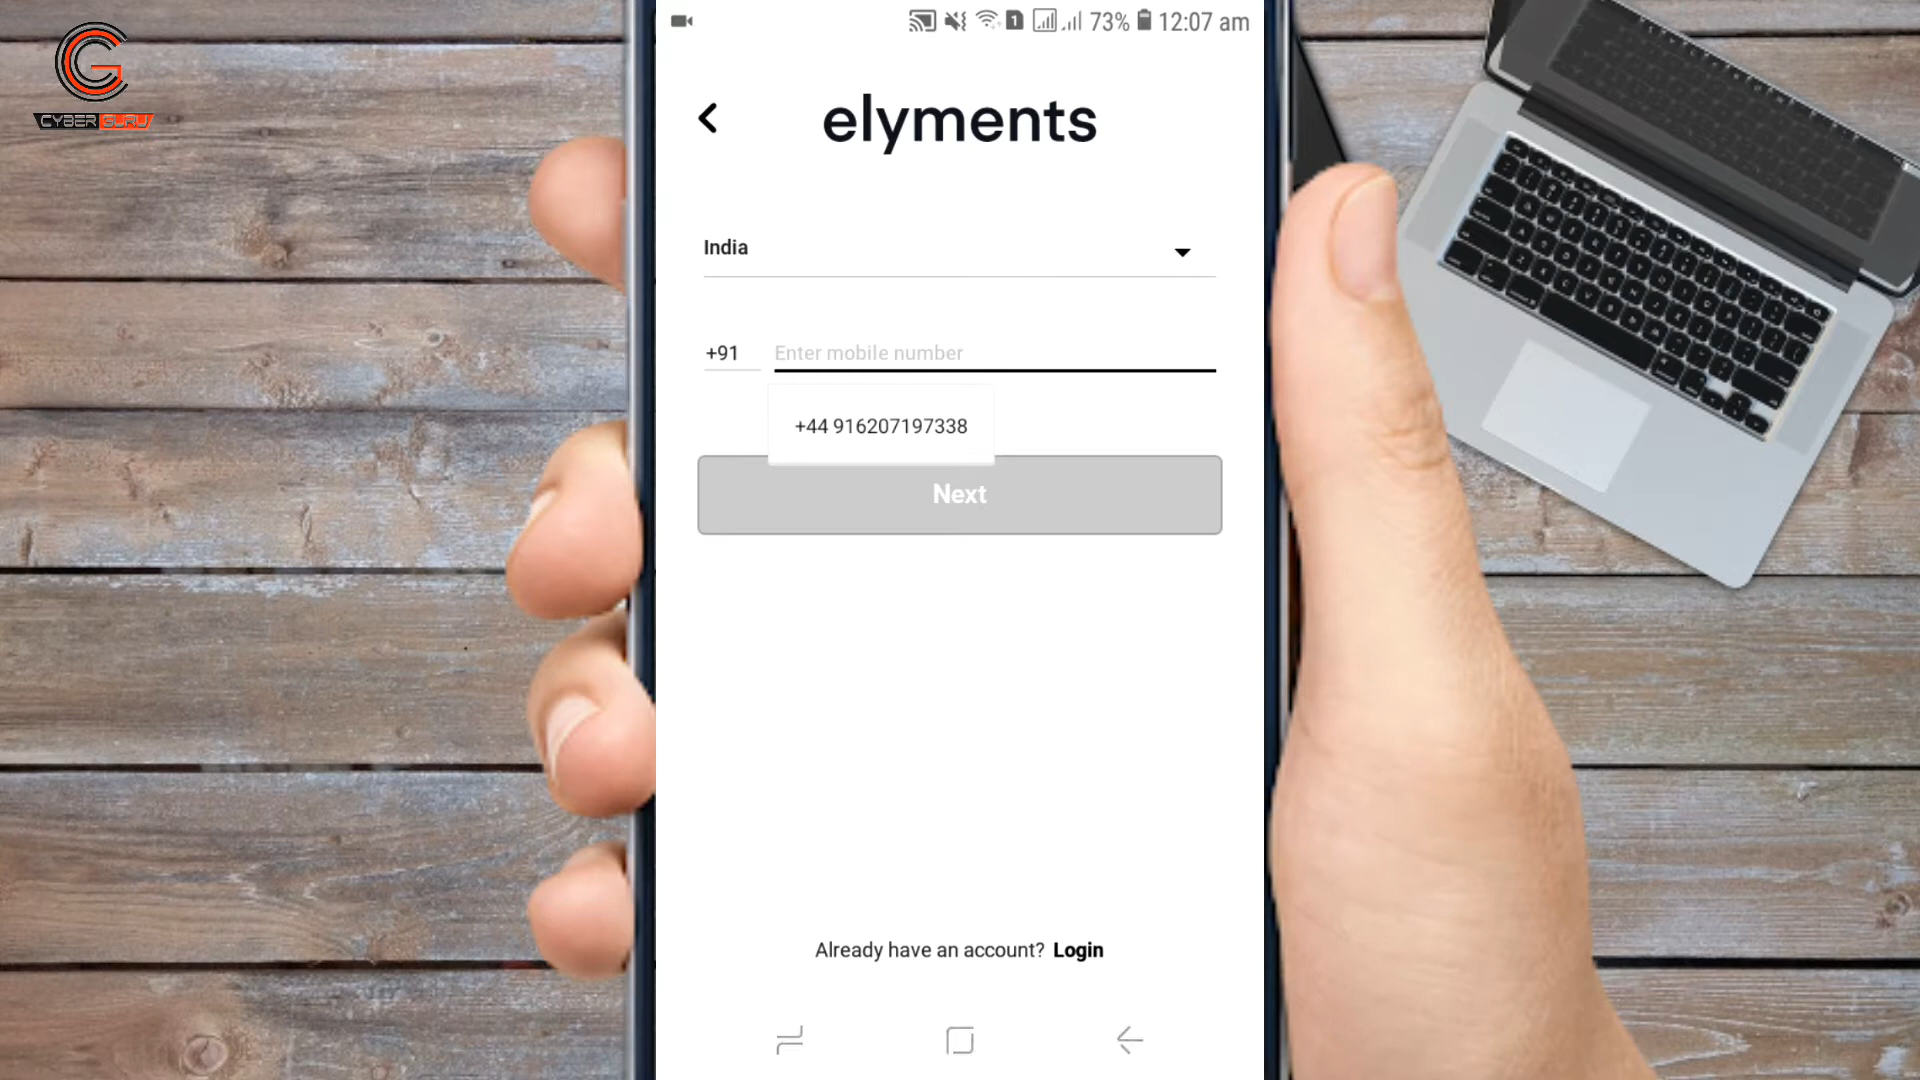 CYBER GURU
1 73% 12:07 am
elyments
India
+91 Enter mobile number
+44 916207197338
Next
Already have an account? Login